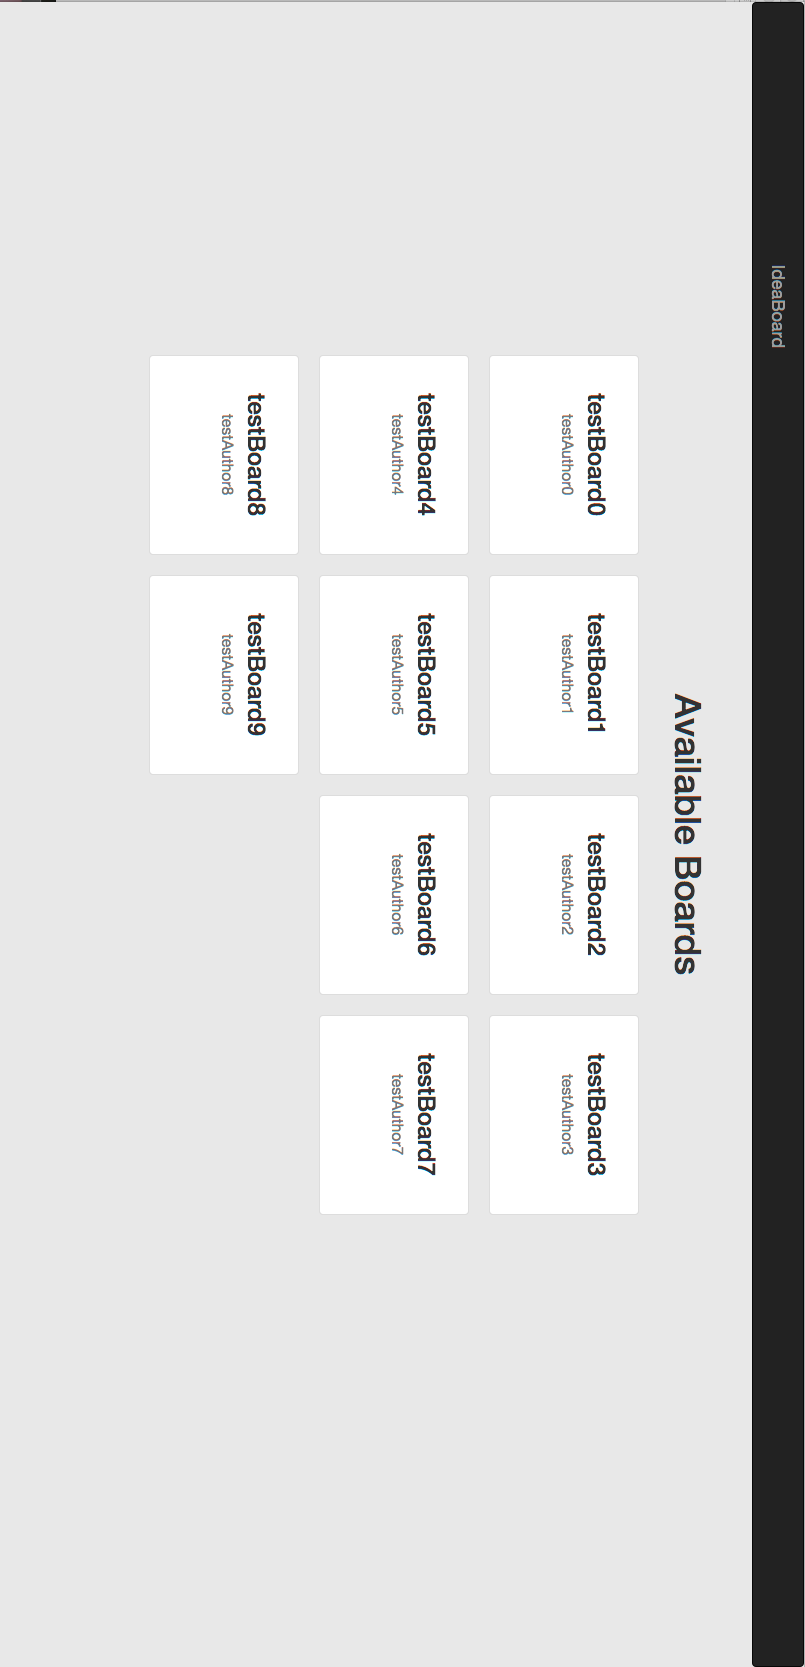 IdeaBoard
Available Boards
testBoard0
testAuthor0
testBoard1
testAuthor1
testBoard2
testAuthor2
testBoard3
testAuthor3
testBoard4
testAuthor4
testBoard5
testAuthor5
testBoard6
testAuthor6
testBoard7
testAuthor7
testBoard8
testAuthor8
testBoard9
testAuthor9